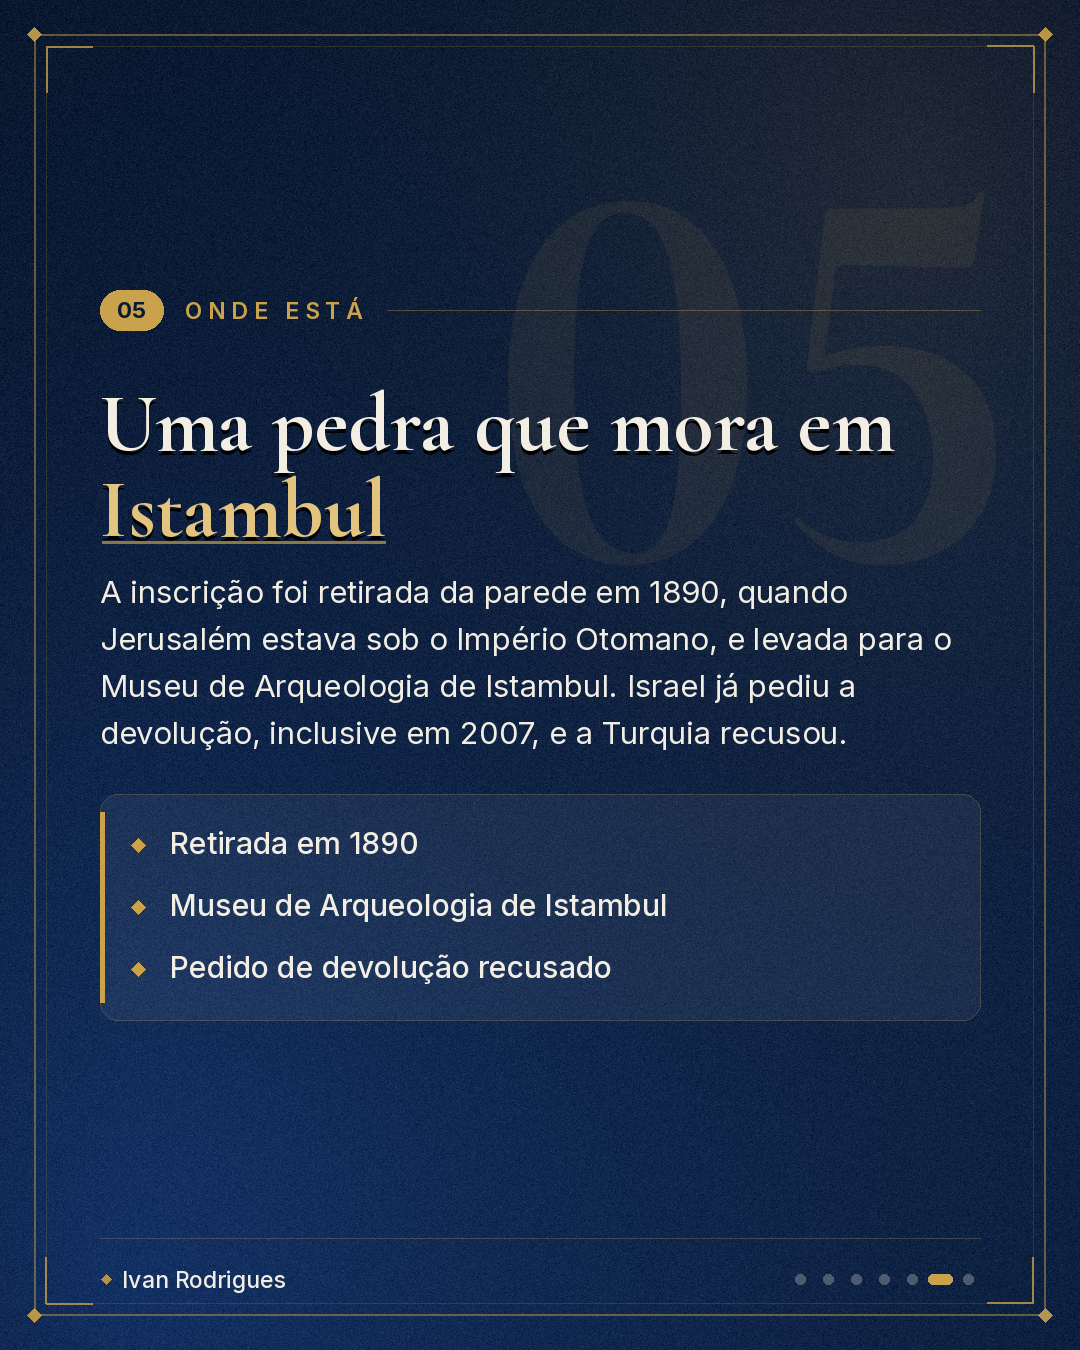 05
05 ONDE ESTÁ
Uma pedra que mora em
Istambul
A inscrição foi retirada da parede em 1890, quando
Jerusalém estava sob o Império Otomano, e levada para o
Museu de Arqueologia de Istambul. Israel já pediu a
devolução, inclusive em 2007, e a Turquia recusou.
Retirada em 1890
Museu de Arqueologia de Istambul
Pedido de devolução recusado
Ivan Rodrigues